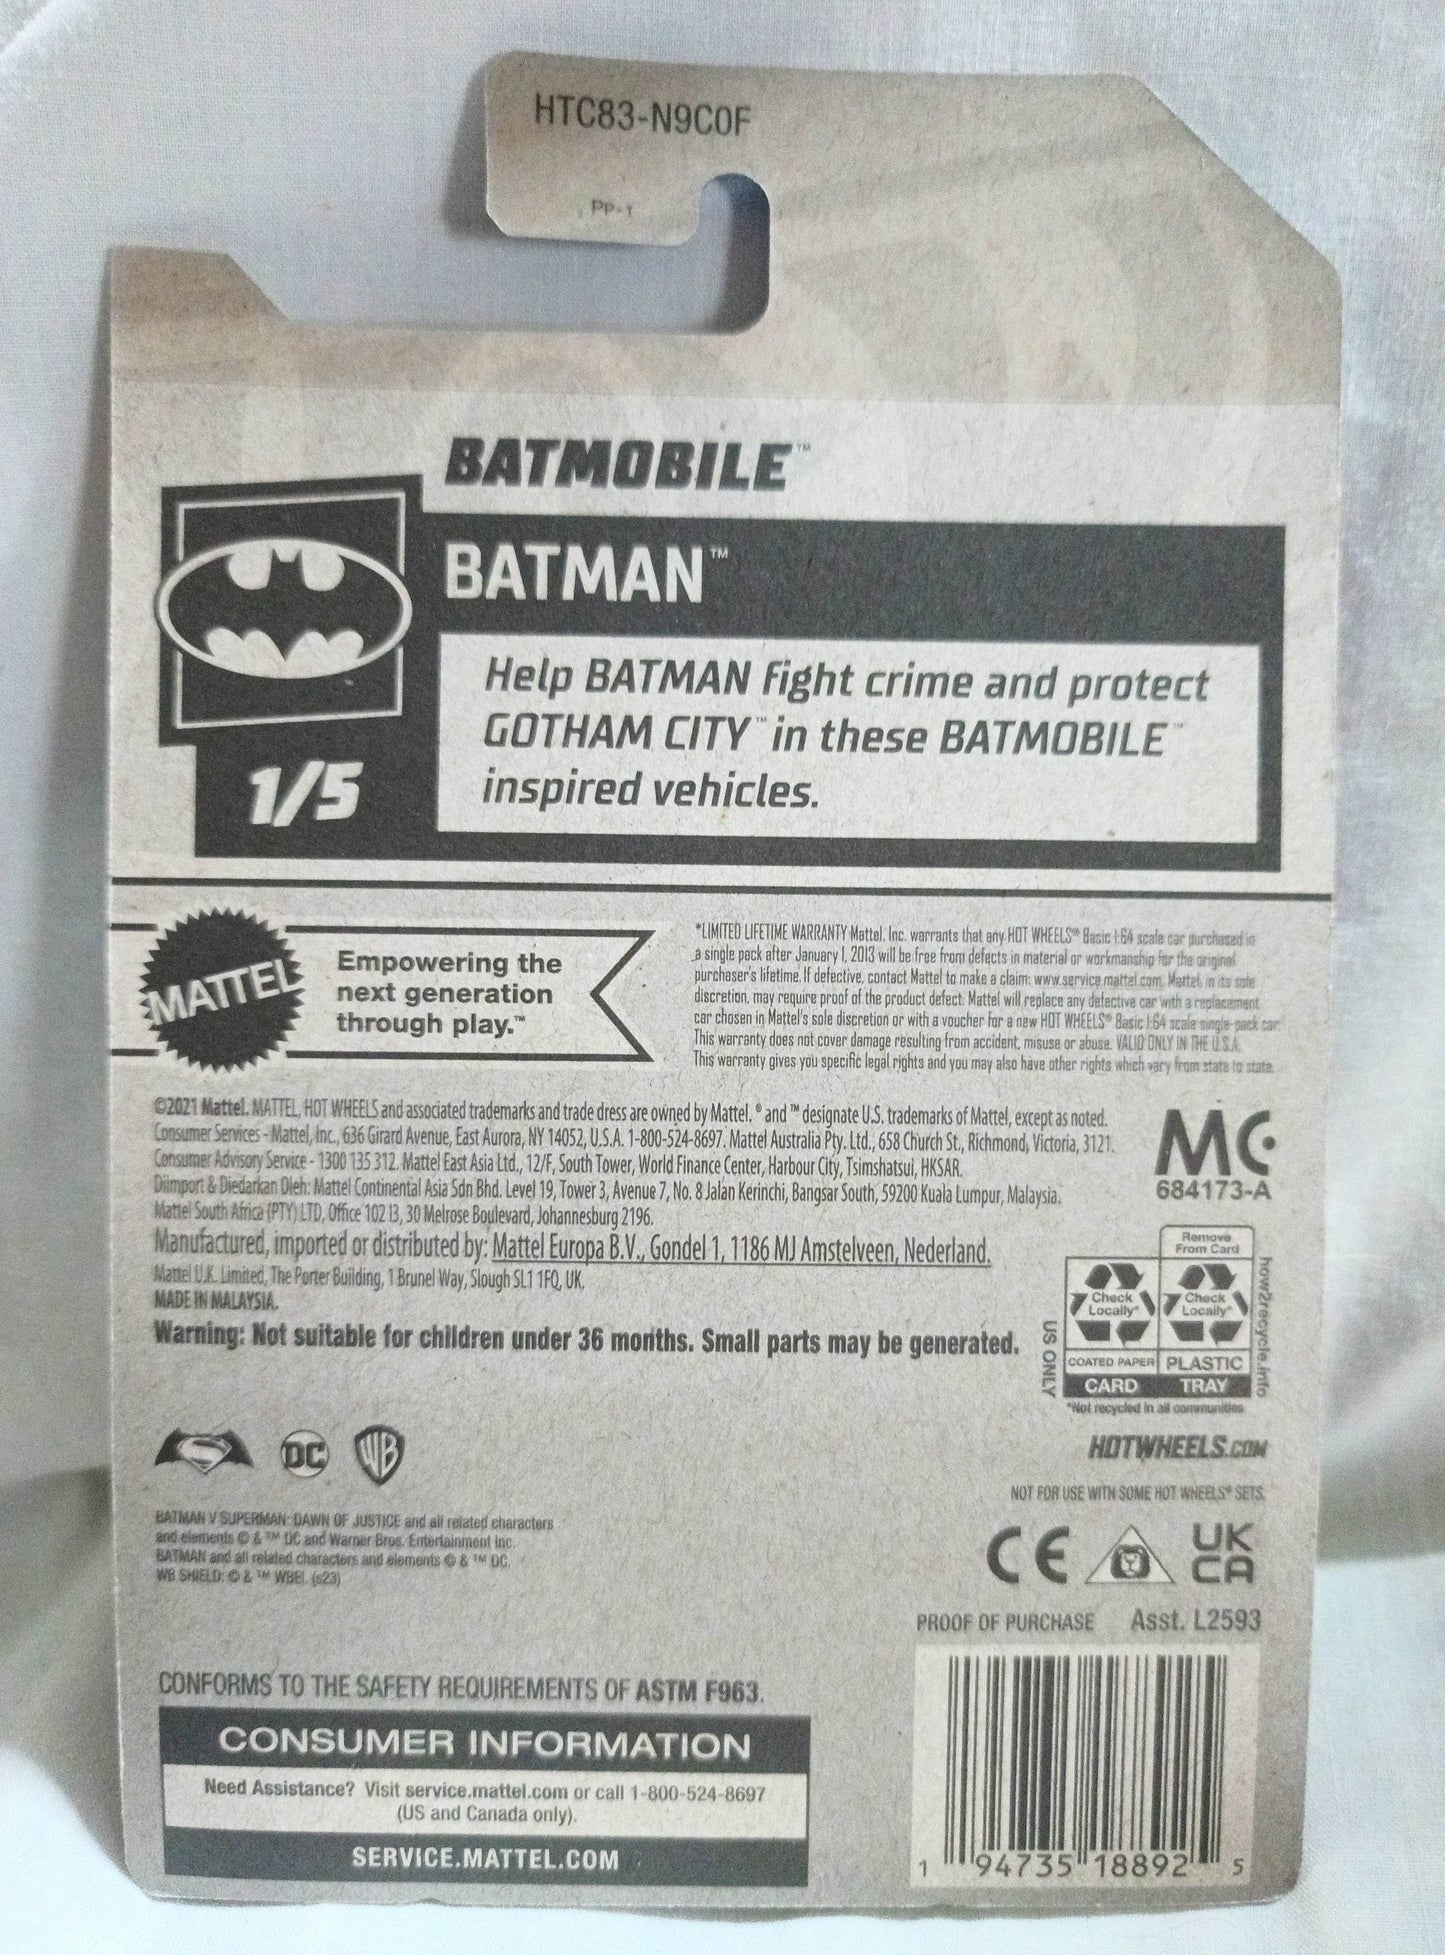 HTC83-N9C0F
PP-1
BATMOBILE™
BATMAN™
Help BATMAN fight crime and protect
GOTHAM CITY™ in these BATMOBILE™
inspired vehicles.
1/5
MATTEL
Empowering the
next generation
through play.™
*LIMITED LIFETIME WARRANTY Mattel, Inc. warrants that any HOT WHEELS® Basic 1:64 scale car purchased in
a single pack after January 1, 2013 will be free from defects in material or workmanship for the original
purchaser's lifetime. If defective, contact Mattel to make a claim: www.service.mattel.com. Mattel, in its sole
discretion, may require proof of the product defect. Mattel will replace any defective car with a replacement
car chosen in Mattel's sole discretion or with a voucher for a new HOT WHEELS® Basic 1:64 scale single-pack car.
This warranty does not cover damage resulting from accident, misuse or abuse. VALID ONLY IN THE U.S.A.
This warranty gives you specific legal rights and you may also have other rights which vary from state to state.
©2021 Mattel. MATTEL, HOT WHEELS and associated trademarks and trade dress are owned by Mattel. ® and ™ designate U.S. trademarks of Mattel, except as noted.
Consumer Services - Mattel, Inc., 636 Girard Avenue, East Aurora, NY 14052, U.S.A. 1-800-524-8697. Mattel Australia Pty. Ltd., 658 Church St., Richmond, Victoria, 3121.
Consumer Advisory Service - 1300 135 312. Mattel East Asia Ltd., 12/F, South Tower, World Finance Center, Harbour City, Tsimshatsui, HKSAR.
Diimport & Diedarkan Oleh: Mattel Continental Asia Sdn Bhd. Level 19, Tower 3, Avenue 7, No. 8 Jalan Kerinchi, Bangsar South, 59200 Kuala Lumpur, Malaysia.
Mattel South Africa (PTY) LTD, Office 102 I3, 30 Melrose Boulevard, Johannesburg 2196.
Manufactured, imported or distributed by: Mattel Europa B.V., Gondel 1, 1186 MJ Amstelveen, Nederland.
Mattel U.K. Limited, The Porter Building, 1 Brunel Way, Slough SL1 1FQ, UK.
MADE IN MALAYSIA.
Warning: Not suitable for children under 36 months. Small parts may be generated.
MC
684173-A
Remove
From Card
Check
Locally*
Check
Locally*
COATED PAPER
PLASTIC
CARD
TRAY
US ONLY
how2recycle.info
*Not recycled in all communities
HOTWHEELS.COM
NOT FOR USE WITH SOME HOT WHEELS® SETS.
DC
WB
BATMAN V SUPERMAN: DAWN OF JUSTICE and all related characters
and elements © & ™ DC and Warner Bros. Entertainment Inc.
BATMAN and all related characters and elements © & ™ DC.
WB SHIELD: © & ™ WBEI. (s23)
CE
UK
CA
PROOF OF PURCHASE
Asst. L2593
CONFORMS TO THE SAFETY REQUIREMENTS OF ASTM F963.
CONSUMER INFORMATION
Need Assistance? Visit service.mattel.com or call 1-800-524-8697
(US and Canada only).
SERVICE.MATTEL.COM
1 94735 18892 5